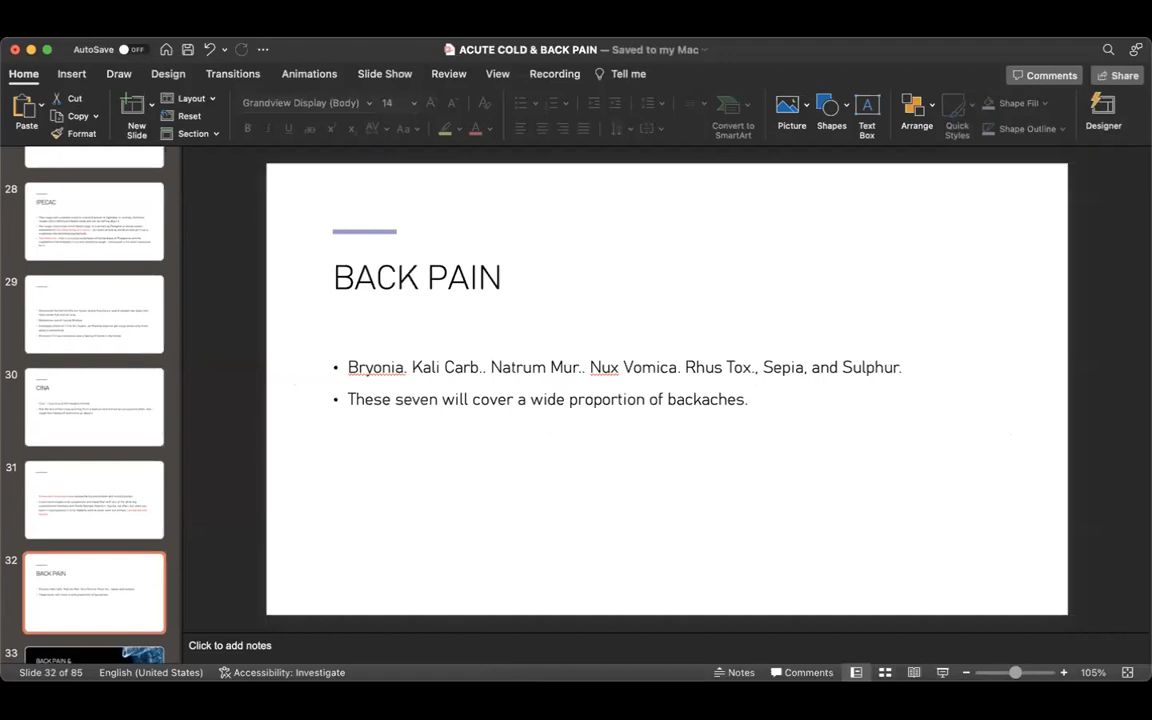 AutoSave OFF
ACUTE COLD & BACK PAIN — Saved to my Mac
Home Insert Draw Design Transitions Animations Slide Show Review View Recording Tell me
Comments Share
Paste
Cut
Copy
Format
New Slide
Layout
Reset
Section
Grandview Display (Body) 14
Convert to SmartArt
Picture
Shapes
Text Box
Arrange
Quick Styles
Shape Fill
Shape Outline
Designer
28
IPECAC
29
30
CINA
31
32
BACK PAIN
33
BACK PAIN &
BACK PAIN
• Bryonia. Kali Carb.. Natrum Mur.. Nux Vomica. Rhus Tox., Sepia, and Sulphur.
• These seven will cover a wide proportion of backaches.
Click to add notes
Slide 32 of 85 English (United States) Accessibility: Investigate Notes Comments 105%